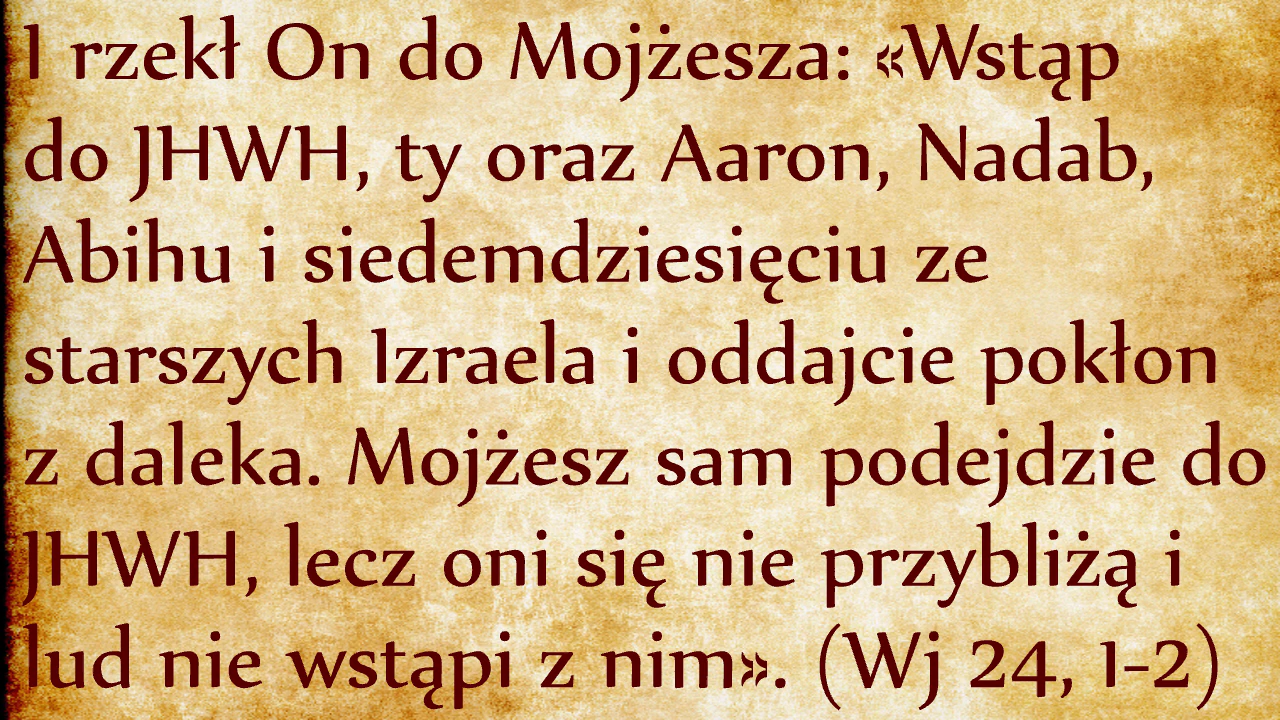 I rzekł On do Mojżesza: «Wstąp
do JHWH, ty oraz Aaron, Nadab,
Abihu i siedemdziesięciu ze
starszych Izraela i oddajcie pokłon
z daleka. Mojżesz sam podejdzie do
JHWH, lecz oni się nie przybliżą i
lud nie wstąpi z nim». (Wj 24, 1-2)